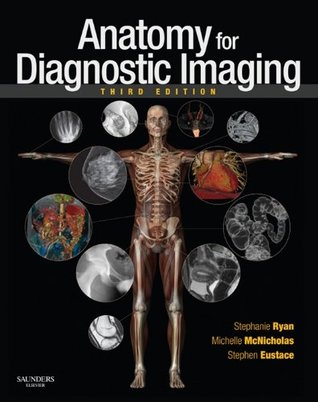 Anatomy for
Diagnostic Imaging
THIRD EDITION
Stephanie Ryan
Michelle McNicholas
Stephen Eustace
SAUNDERS
ELSEVIER